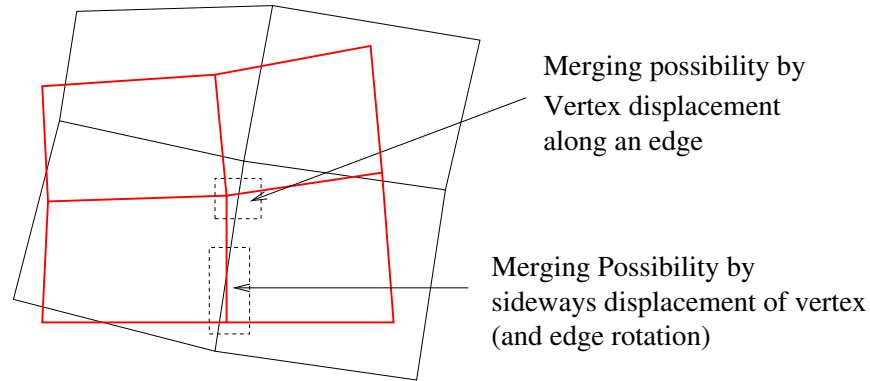 Merging possibility by
Vertex displacement
along an edge
Merging Possibility by
sideways displacement of vertex
(and edge rotation)